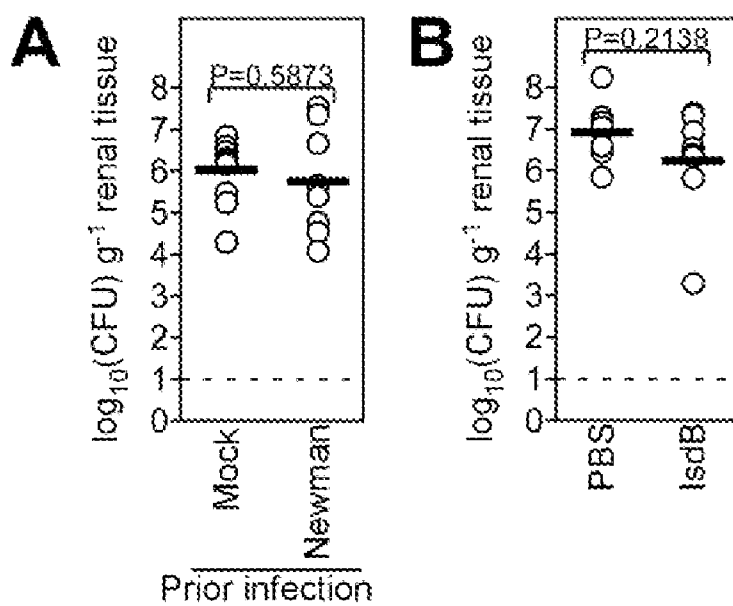 A
P=0.5873
log10(CFU) g-1 renal tissue
8
7
6
5
4
3
2
1
0
Mock
Newman
Prior infection
B
P=0.2138
log10(CFU) g-1 renal tissue
8
7
6
5
4
3
2
1
0
PBS
IsdB